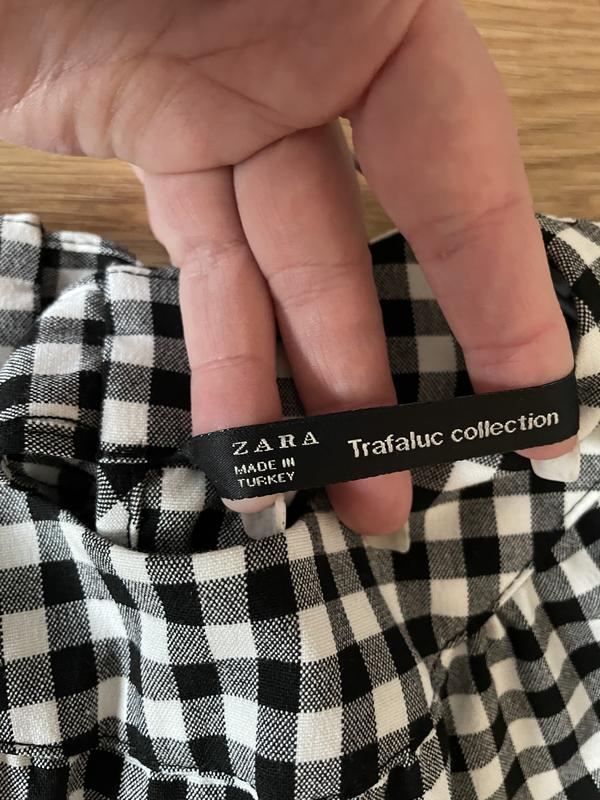 ZARA
MADE IN
TURKEY
Trafaluc collection